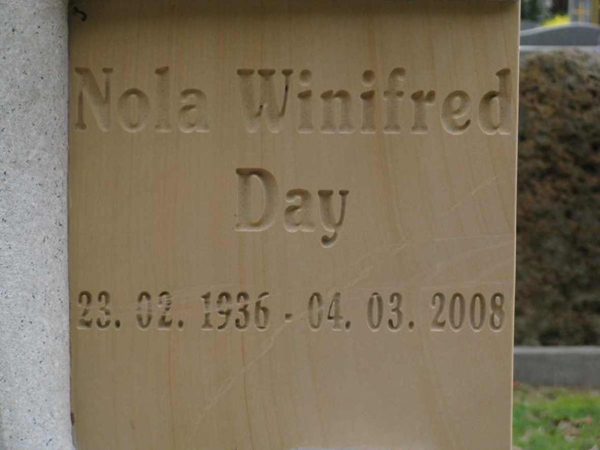 Nola Winifred
Day
23. 02. 1936 - 04. 03. 2008